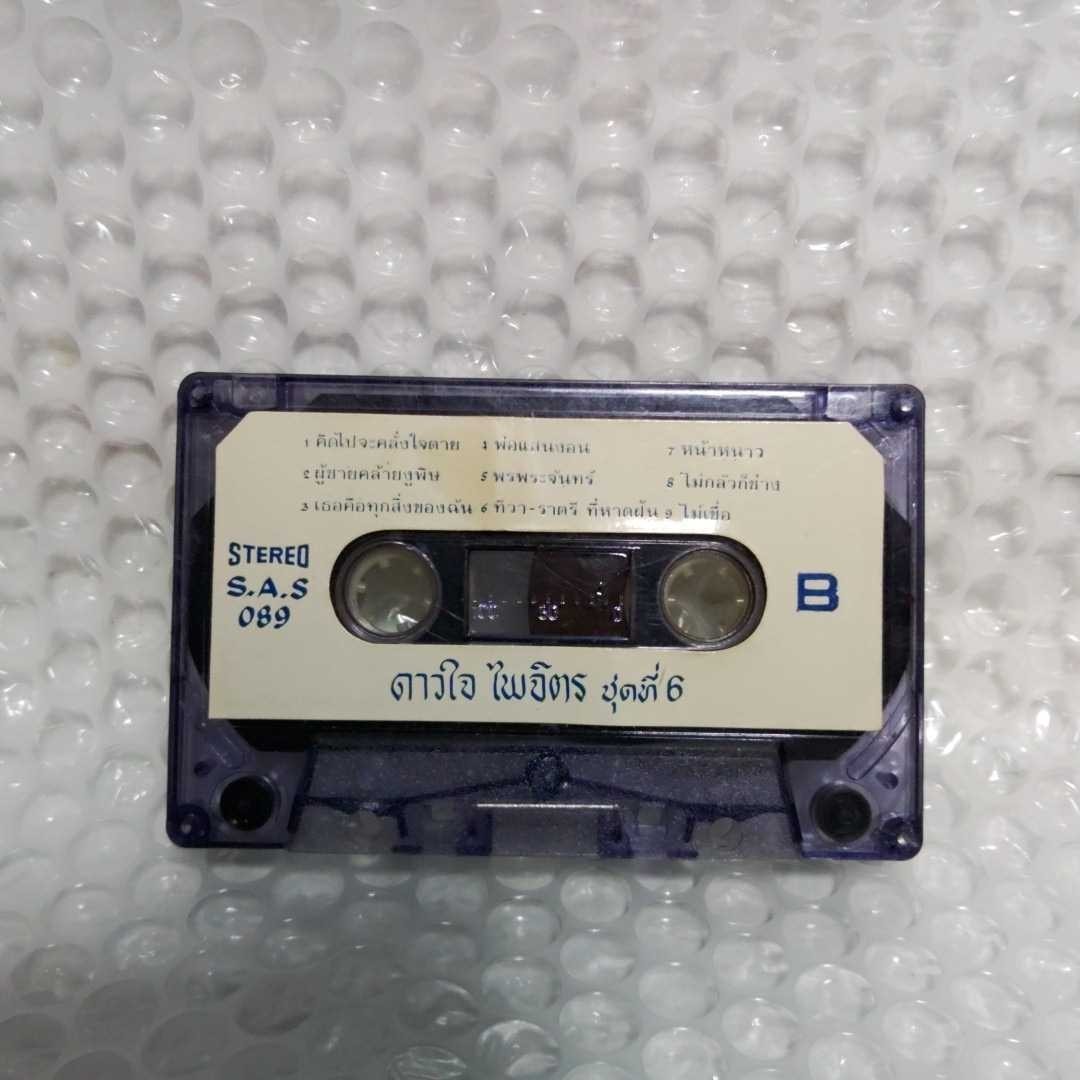 1 คิดไปจะคลั่งใจตาย 4 พ่อแสนงอน 7 หน้าหนาว
2 ผู้ชายคล้ายงูพิษ 5 พรพระจันทร์ 8 ไม่กลัวก็ช่าง
3 เธอคือทุกสิ่งของฉัน 6 ทิวา-ราตรี ที่หาดฝัน 9 ไม่เชื่อ
STEREO
S.A.S
089
B
ดาวใจ ไพจิตร ชุดที่ 6